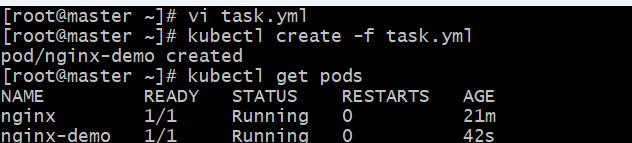 [root@master ~]# vi task.yml
[root@master ~]# kubectl create -f task.yml
pod/nginx-demo created
[root@master ~]# kubectl get pods
NAME         READY   STATUS    RESTARTS   AGE
nginx        1/1     Running   0          21m
nginx-demo   1/1     Running   0          42s